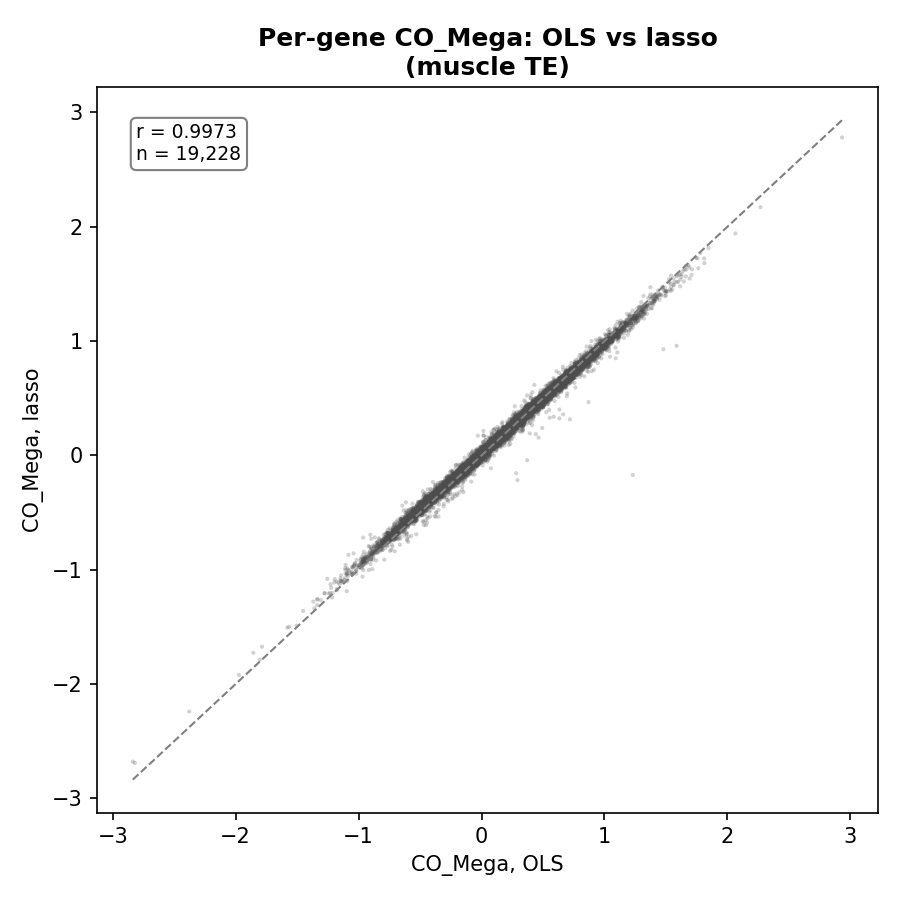 Per-gene CO_Mega: OLS vs lasso
(muscle TE)
r = 0.9973
n = 19,228
3
2
1
0
−1
−2
−3
CO_Mega, lasso
−3 −2 −1 0 1 2 3
CO_Mega, OLS